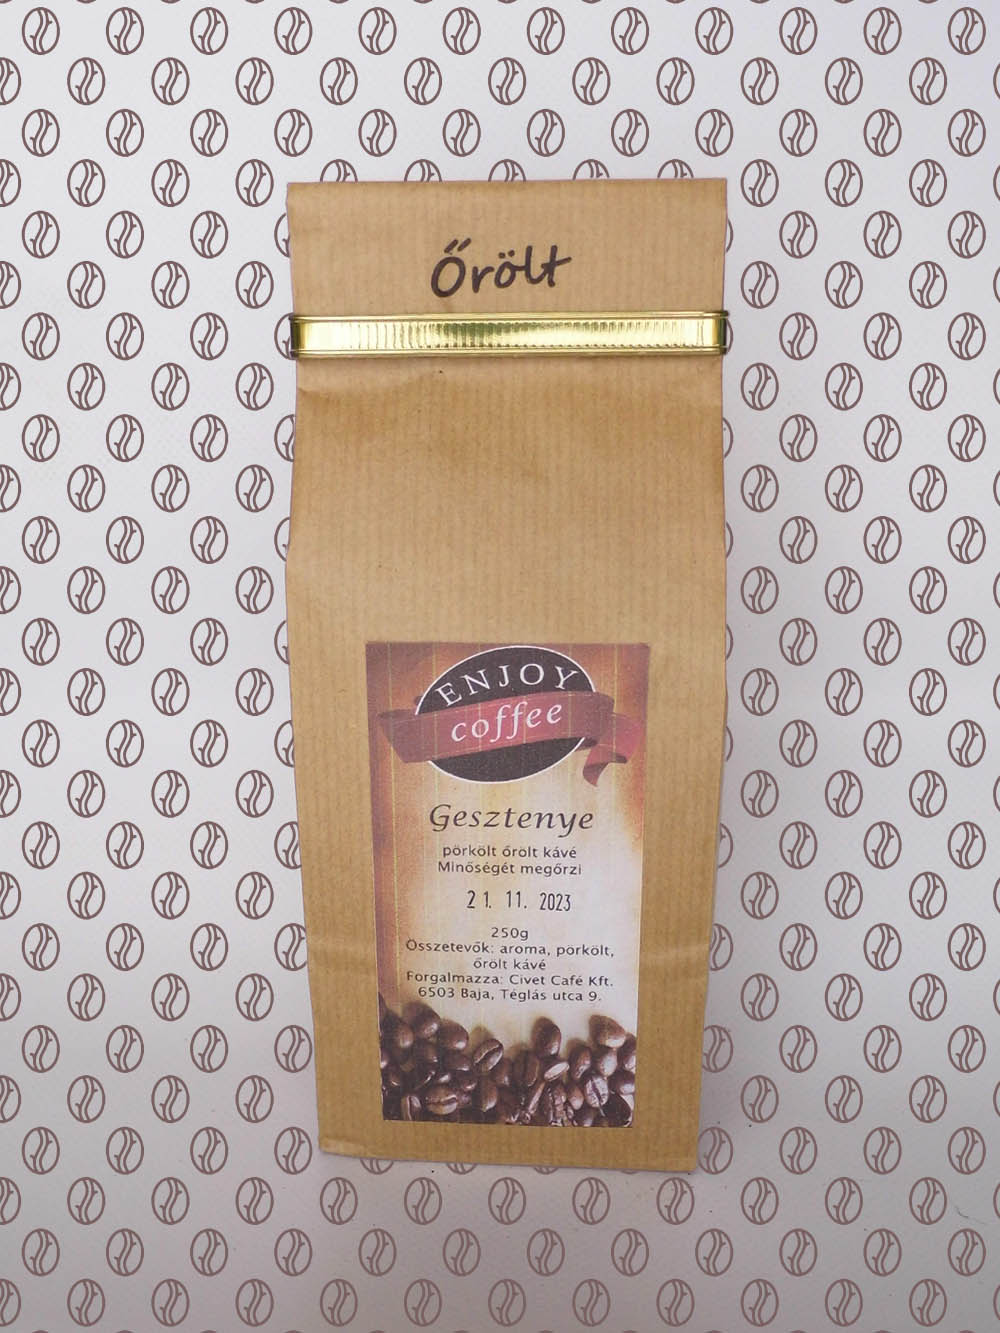 Őrölt
ENJOY
coffee
Gesztenye
pörkölt őrölt kávé
Minőségét megőrzi
21. 11. 2023
250g
Összetevők: aroma, pörkölt,
őrölt kávé
Forgalmazza: Civet Café Kft.
6503 Baja, Téglás utca 9.